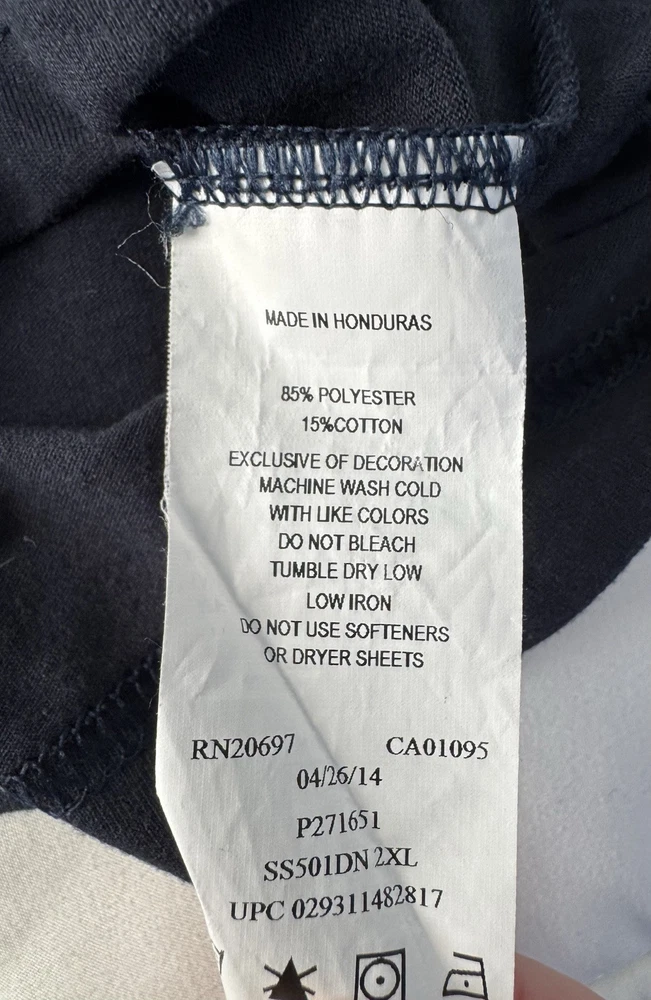 MADE IN HONDURAS
85% POLYESTER
15%COTTON
EXCLUSIVE OF DECORATION
MACHINE WASH COLD
WITH LIKE COLORS
DO NOT BLEACH
TUMBLE DRY LOW
LOW IRON
DO NOT USE SOFTENERS
OR DRYER SHEETS
RN20697 CA01095
04/26/14
P271651
SS501DN 2XL
UPC 029311482817